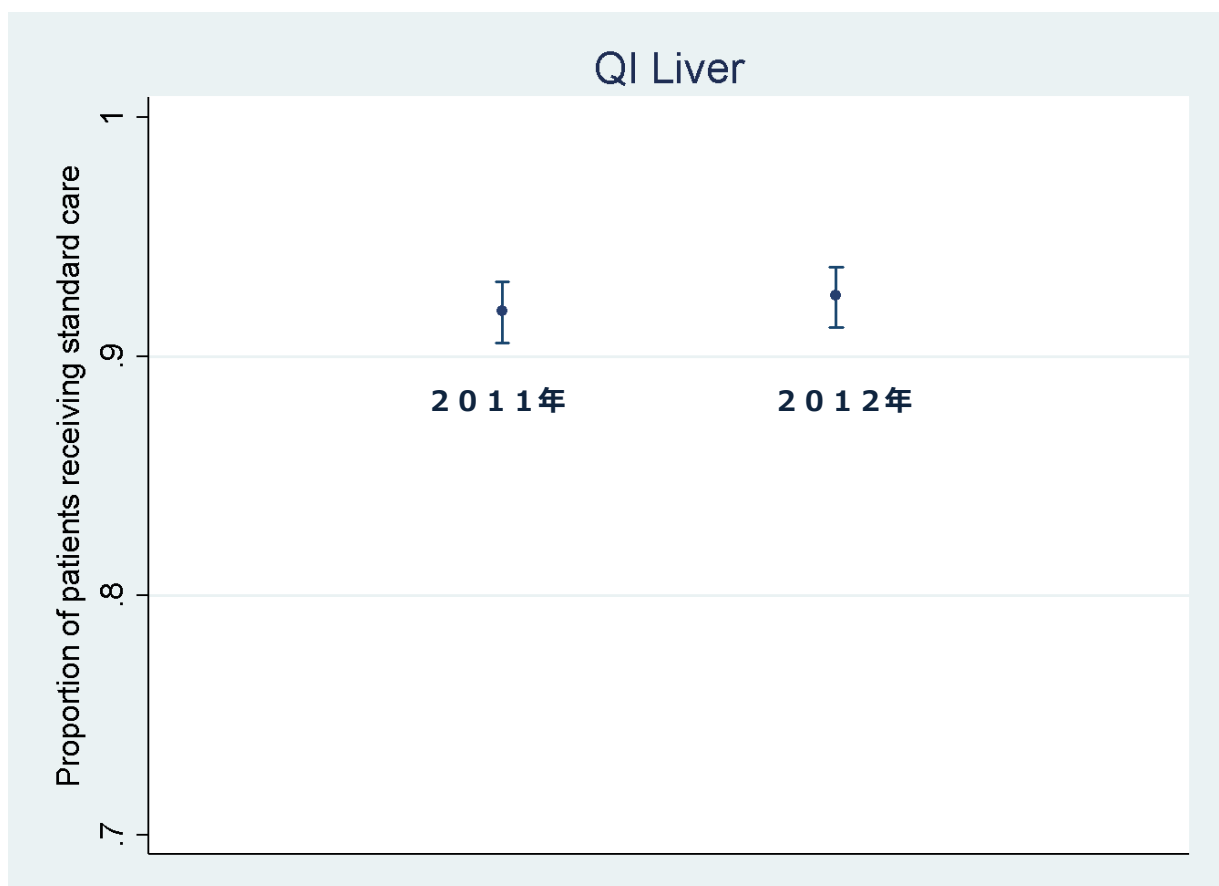 QI Liver
Proportion of patients receiving standard care
1
.9
.8
.7
２０１１年
２０１２年